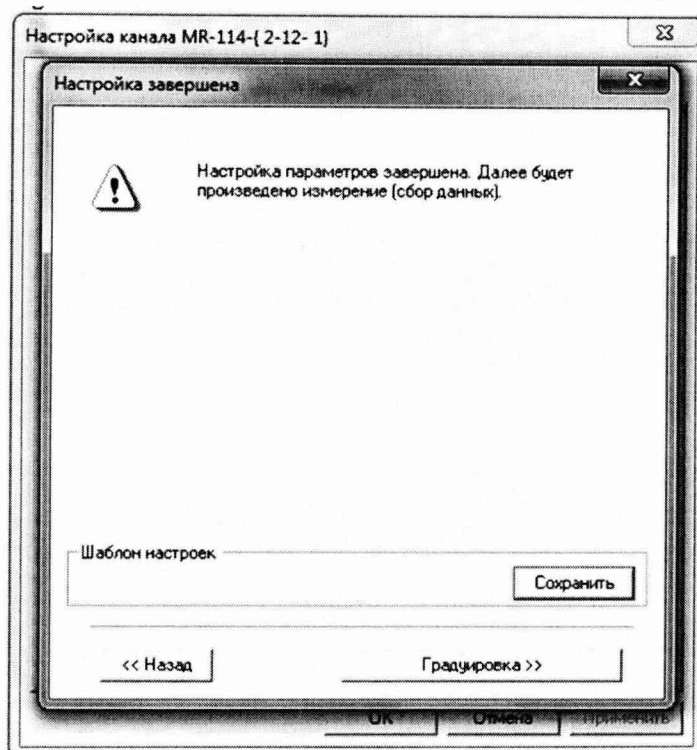 Настройка канала MR-114-{ 2-12- 1}
Настройка завершена
Настройка параметров завершена. Далее будет
произведено измерение (сбор данных).
Шаблон настроек
Сохранить
<< Назад
Градуировка >>
ОК
Отмена
Применить